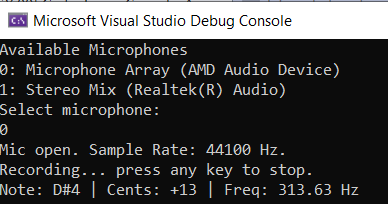 Microsoft Visual Studio Debug Console
Available Microphones
0: Microphone Array (AMD Audio Device)
1: Stereo Mix (Realtek(R) Audio)
Select microphone:
0
Mic open. Sample Rate: 44100 Hz.
Recording... press any key to stop.
Note: D#4 | Cents: +13 | Freq: 313.63 Hz